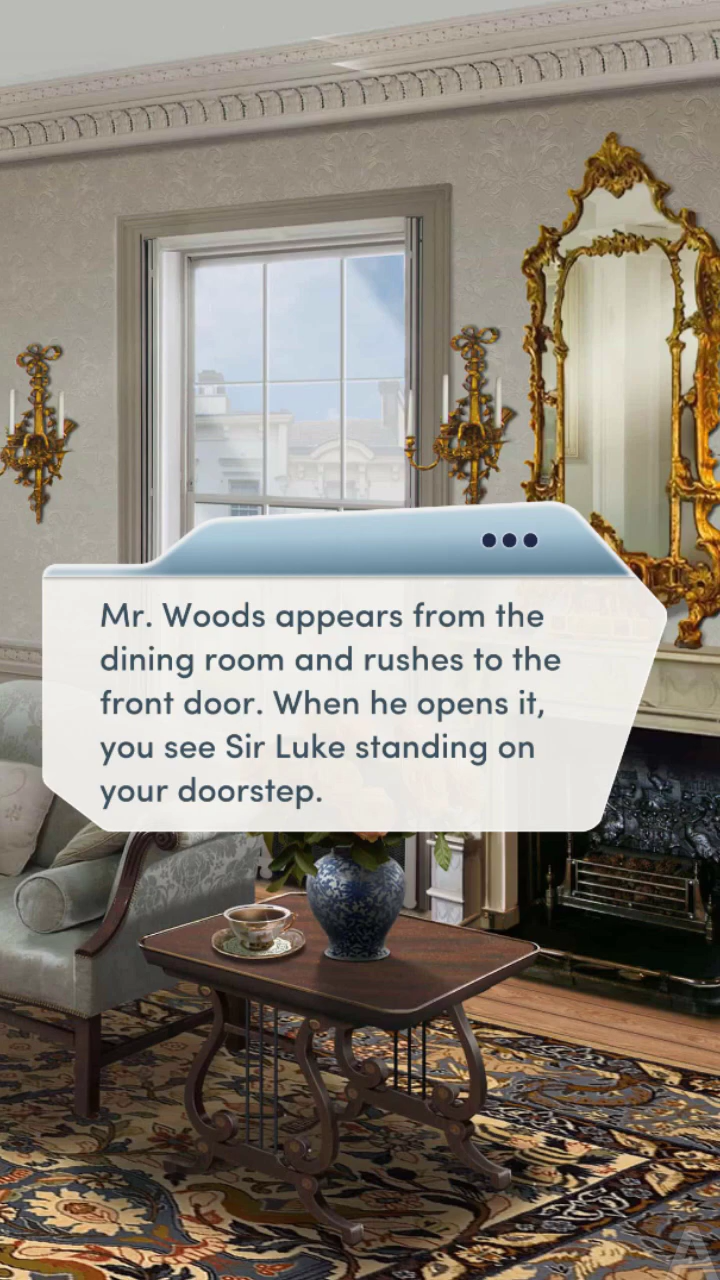 Mr. Woods appears from the
dining room and rushes to the
front door. When he opens it,
you see Sir Luke standing on
your doorstep.
A